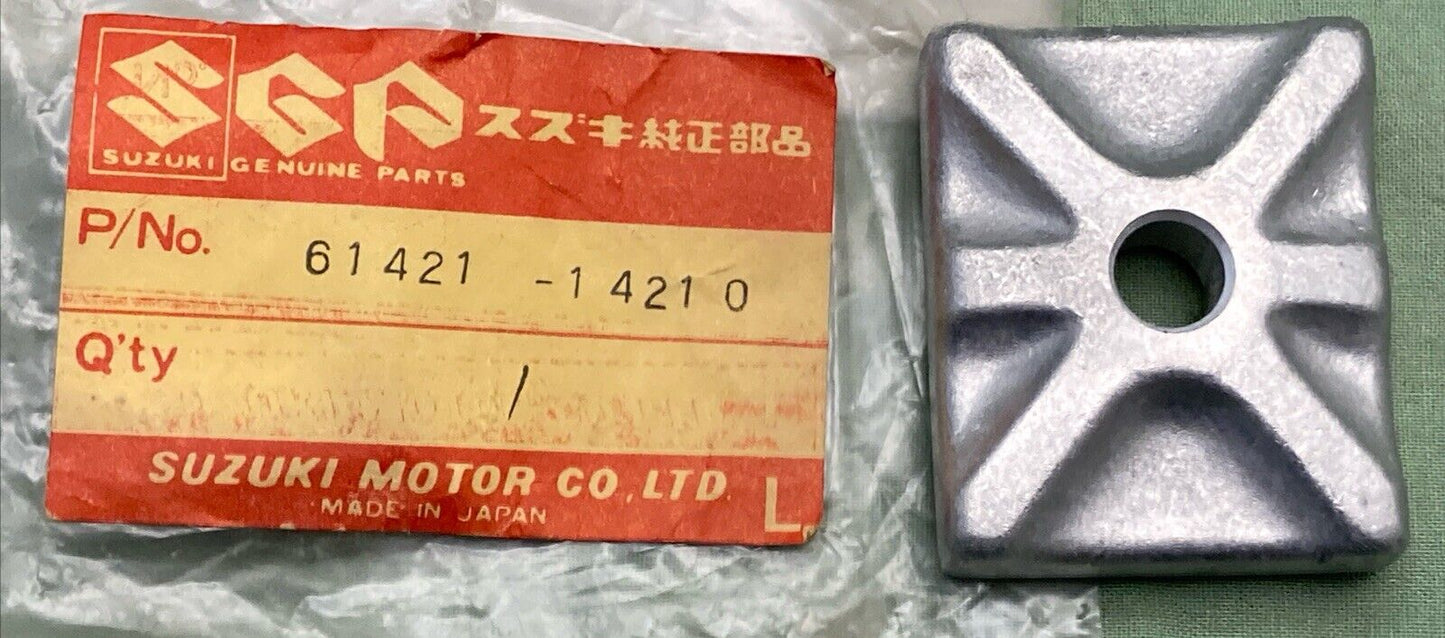 SGP スズキ純正部品
SUZUKI GENUINE PARTS
P/No. 61421-14210
Q'ty 1
SUZUKI MOTOR CO., LTD.
MADE IN JAPAN L